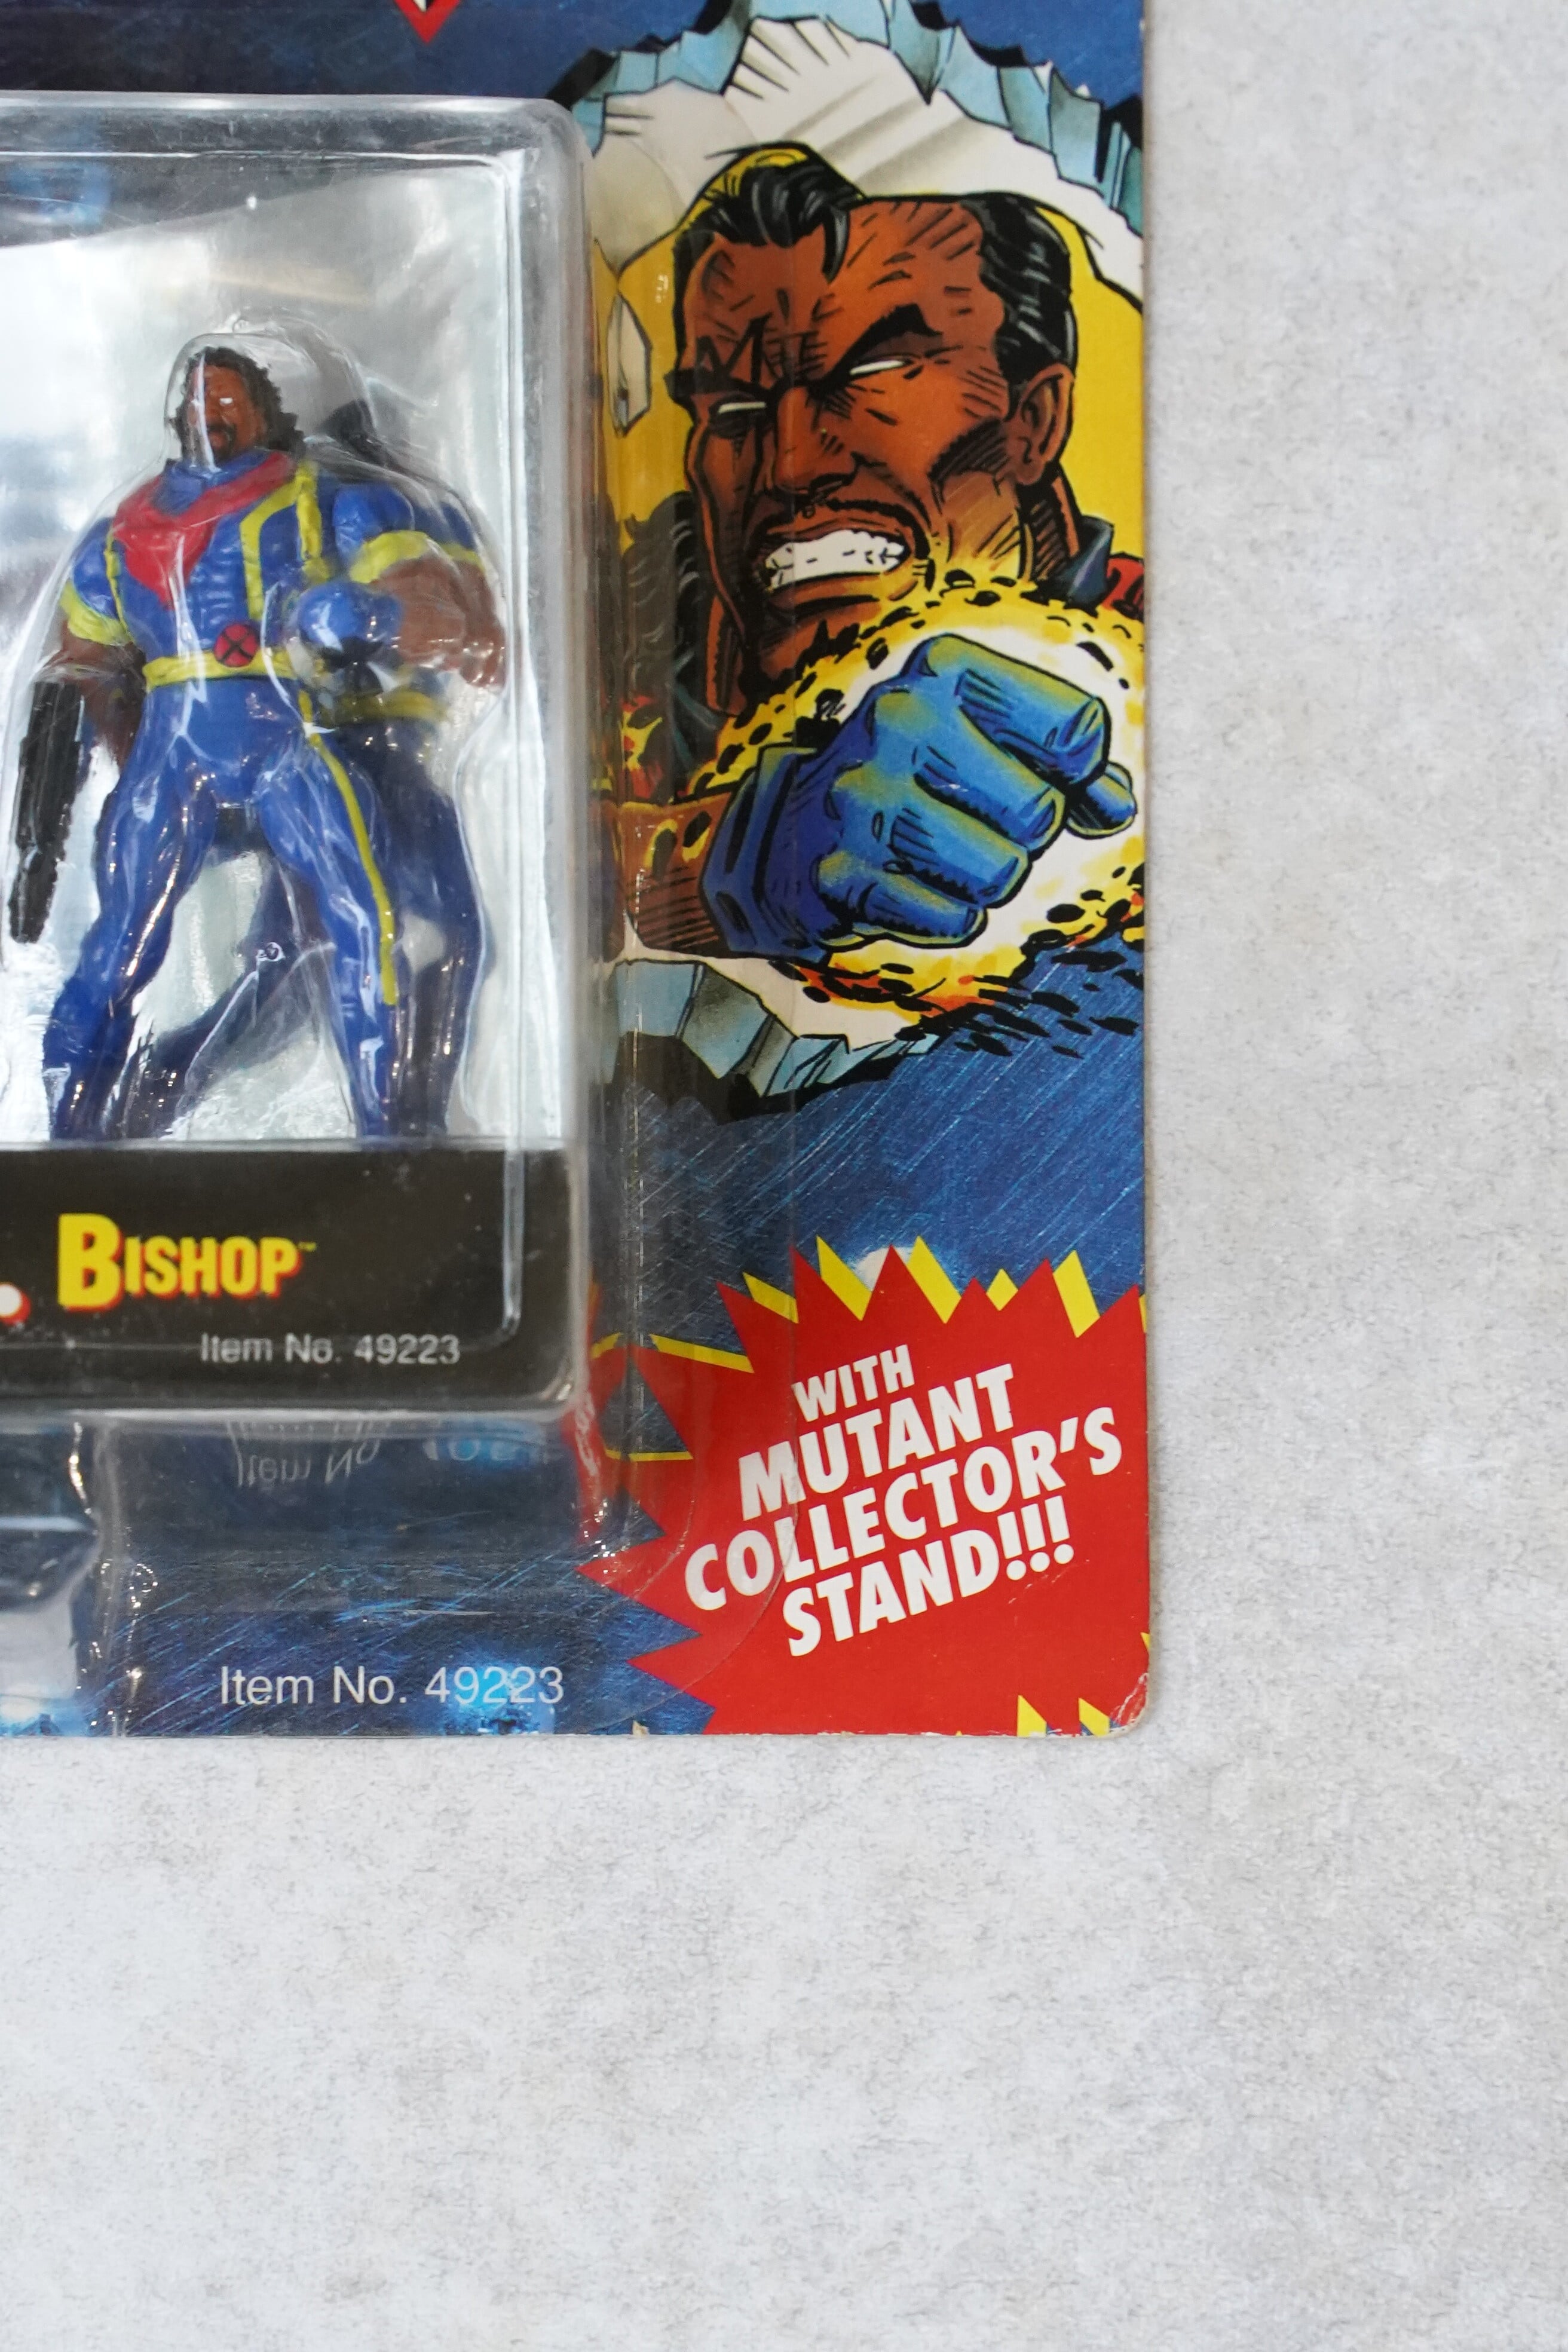 BISHOP™
Item No. 49223
WITH
MUTANT
COLLECTOR'S
STAND!!!
Item No. 49223